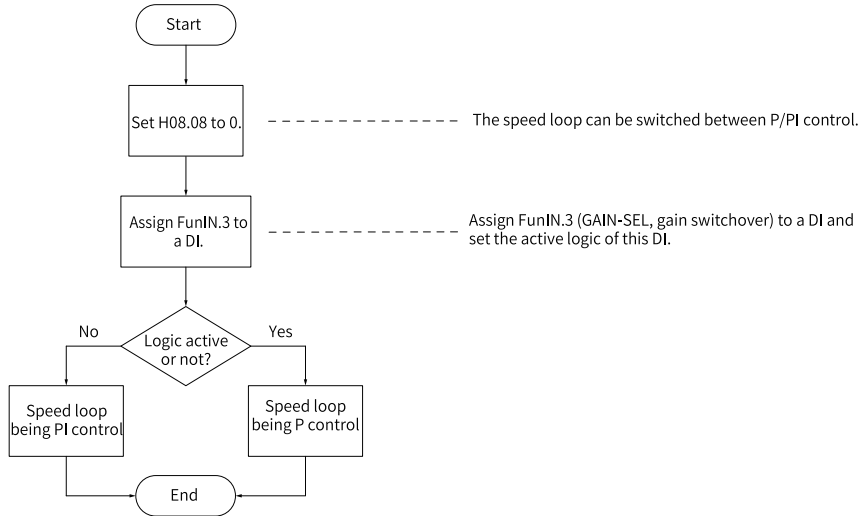 Start
Set H08.08 to 0.
The speed loop can be switched between P/PI control.
Assign FunIN.3 to
a DI.
Assign FunIN.3 (GAIN-SEL, gain switchover) to a DI and
set the active logic of this DI.
No
Yes
Logic active
or not?
Speed loop
being PI control
Speed loop
being P control
End